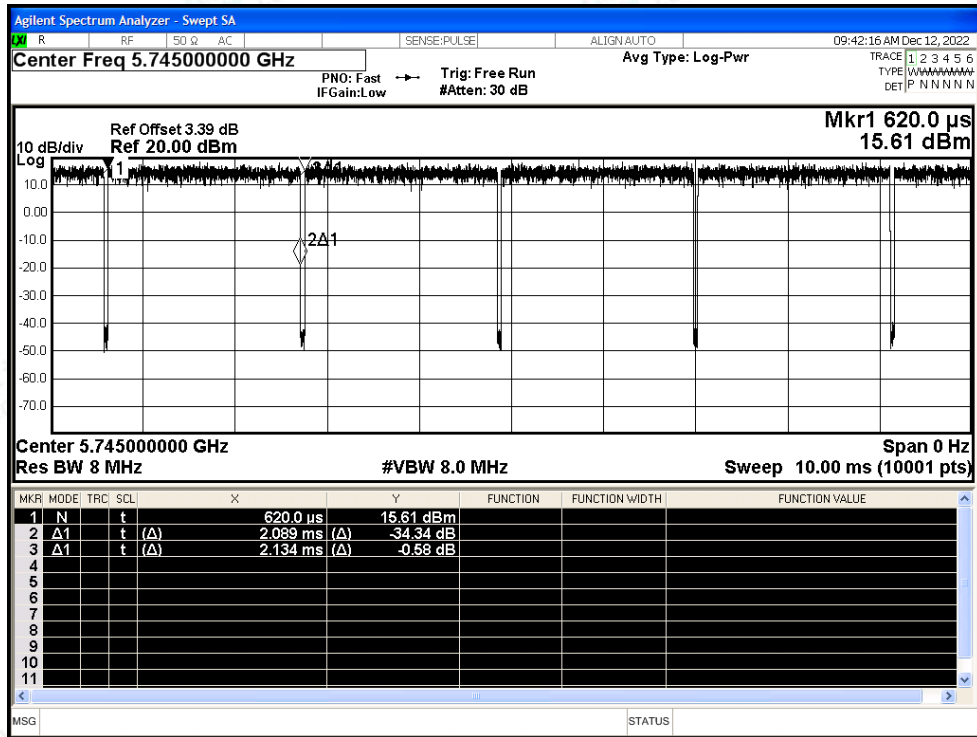 Agilent Spectrum Analyzer - Swept SA
LXI R RF 50 Ω AC SENSE:PULSE ALIGN AUTO 09:42:16 AM Dec 12, 2022
Center Freq 5.745000000 GHz Avg Type: Log-Pwr TRACE 1 2 3 4 5 6
PNO: Fast Trig: Free Run TYPE WWWWWW
IFGain:Low #Atten: 30 dB DET P N N N N N
Mkr1 620.0 µs
Ref Offset 3.39 dB
10 dB/div Ref 20.00 dBm 15.61 dBm
Log
1 3Δ1
10.0
0.00
-10.0 2Δ1
-20.0
-30.0
-40.0
-50.0
-60.0
-70.0
Center 5.745000000 GHz Span 0 Hz
Res BW 8 MHz #VBW 8.0 MHz Sweep 10.00 ms (10001 pts)
MKR MODE TRC SCL X Y FUNCTION FUNCTION WIDTH FUNCTION VALUE
1 N t 620.0 µs 15.61 dBm
2 Δ1 t (Δ) 2.089 ms (Δ) -34.34 dB
3 Δ1 t (Δ) 2.134 ms (Δ) -0.58 dB
4
5
6
7
8
9
10
11
MSG STATUS